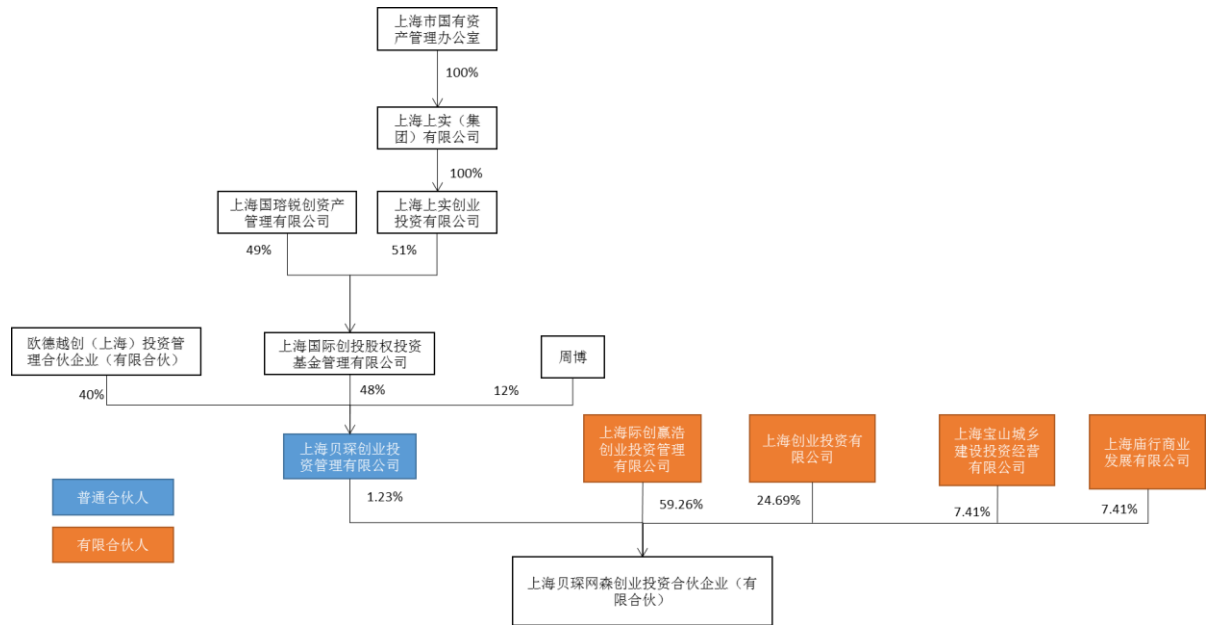 上海市国有资
产管理办公室
100%
上海上实（集
团）有限公司
100%
上海国瑢锐创资产
管理有限公司
上海上实创业
投资有限公司
49%
51%
欧德越创（上海）投资管
理合伙企业（有限合伙）
上海国际创投股权投资
基金管理有限公司
周博
40%
48%
12%
上海贝琛创业投
资管理有限公司
上海际创赢浩
创业投资管理
有限公司
上海创业投资有
限公司
上海宝山城乡
建设投资经营
有限公司
上海庙行商业
发展有限公司
普通合伙人
1.23%
59.26%
24.69%
7.41%
7.41%
有限合伙人
上海贝琛网森创业投资合伙企业（有
限合伙）